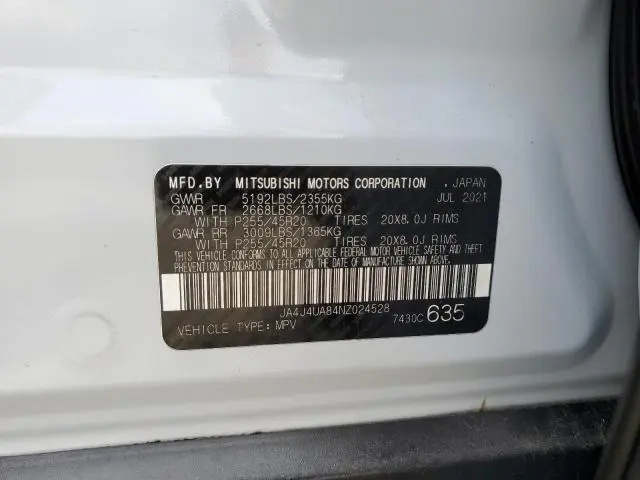 MFD.BY MITSUBISHI MOTORS CORPORATION . JAPAN
GVWR 5192LBS/2355KG JUL 2021
GAWR FR 2668LBS/1210KG
WITH P255/45R20 TIRES 20X8.0J RIMS
GAWR RR 3009LBS/1365KG
WITH P255/45R20 TIRES 20X8.0J RIMS
THIS VEHICLE CONFORMS TO ALL APPLICABLE FEDERAL MOTOR VEHICLE SAFETY AND THEFT
PREVENTION STANDARDS IN EFFECT ON THE DATE OF MANUFACTURE SHOWN ABOVE.
JA4J4UA84NZ024528
VEHICLE TYPE: MPV 7430C 635